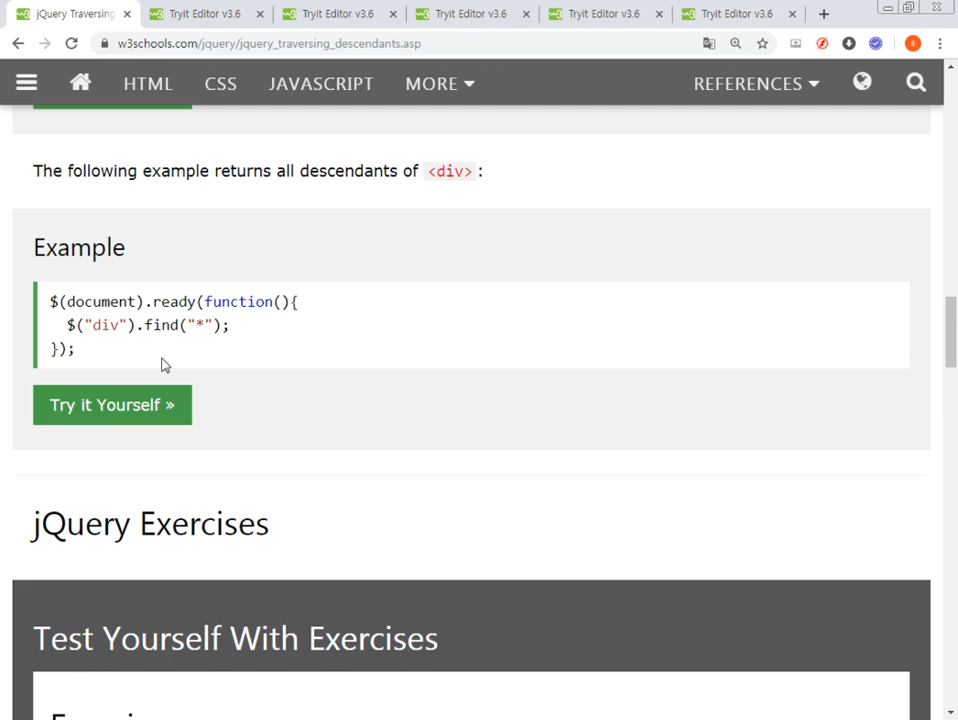 jQuery Traversing
Tryit Editor v3.6
Tryit Editor v3.6
Tryit Editor v3.6
Tryit Editor v3.6
Tryit Editor v3.6
w3schools.com/jquery/jquery_traversing_descendants.asp
HTML CSS JAVASCRIPT MORE REFERENCES
The following example returns all descendants of <div>:
Example
$(document).ready(function(){
$("div").find("*");
});
Try it Yourself »
jQuery Exercises
Test Yourself With Exercises